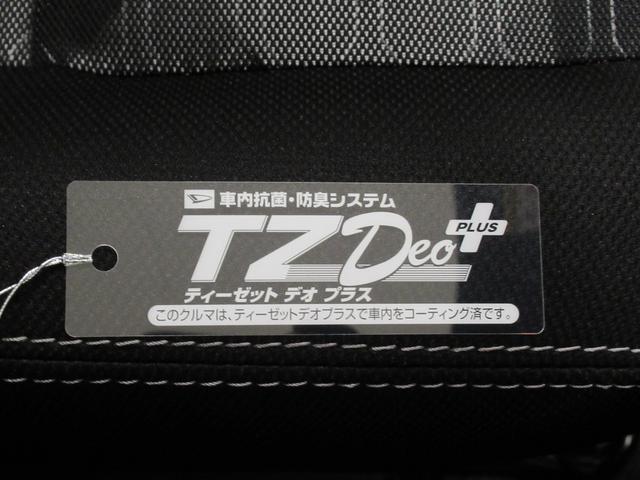 車内抗菌・防臭システム
TZ Deo PLUS
ティーゼット デオ プラス
このクルマは、ティーゼットデオプラスで車内をコーティング済です。